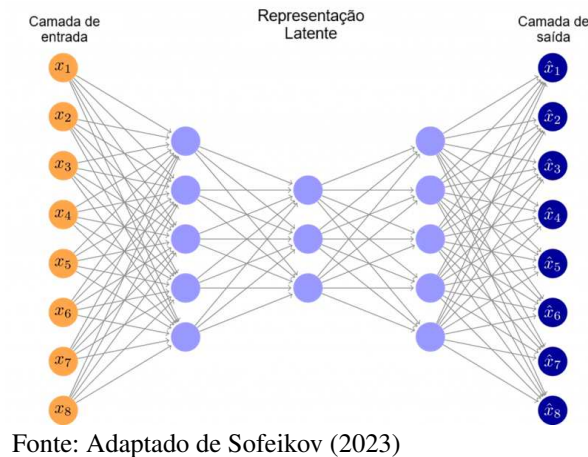 Camada de
entrada
Representação
Latente
Camada de
saída
x₁
x₂
x₃
x₄
x₅
x₆
x₇
x₈
x̂₁
x̂₂
x̂₃
x̂₄
x̂₅
x̂₆
x̂₇
x̂₈
Fonte: Adaptado de Sofeikov (2023)